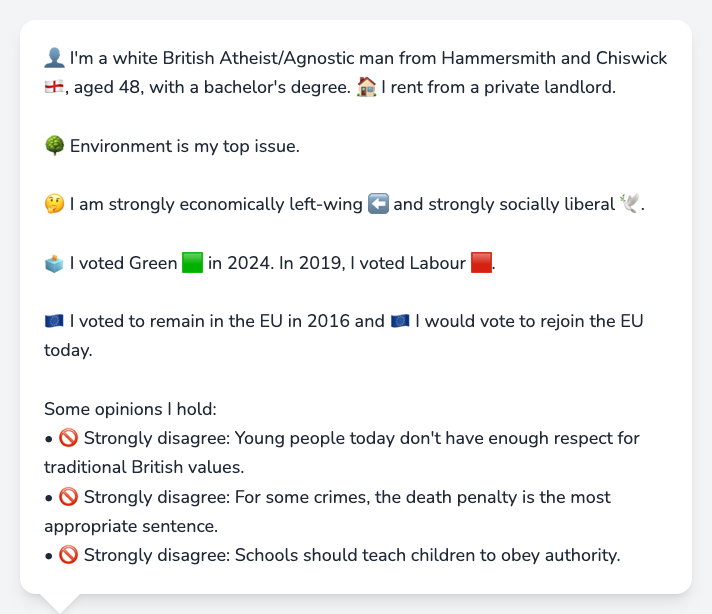 👤 I'm a white British Atheist/Agnostic man from Hammersmith and Chiswick
🏴󠁧󠁢󠁥󠁮󠁧󠁿, aged 48, with a bachelor's degree. 🏠 I rent from a private landlord.
🌳 Environment is my top issue.
🤔 I am strongly economically left-wing ⬅️ and strongly socially liberal 🕊️.
🗳️ I voted Green 🟩 in 2024. In 2019, I voted Labour 🟥.
🇪🇺 I voted to remain in the EU in 2016 and 🇪🇺 I would vote to rejoin the EU
today.
Some opinions I hold:
• 🚫 Strongly disagree: Young people today don't have enough respect for
traditional British values.
• 🚫 Strongly disagree: For some crimes, the death penalty is the most
appropriate sentence.
• 🚫 Strongly disagree: Schools should teach children to obey authority.